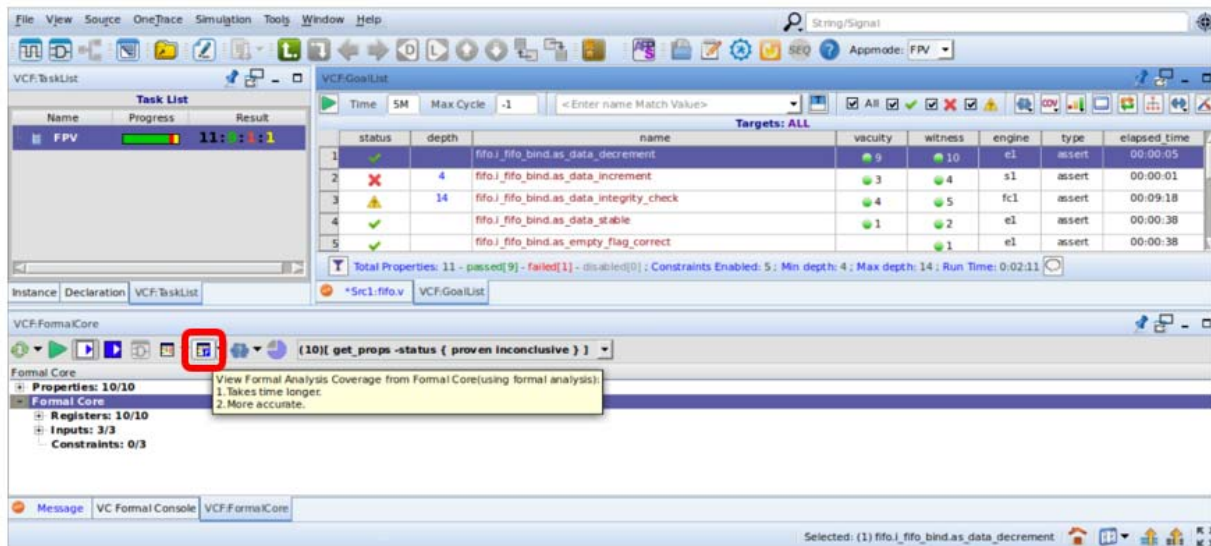 File View Source OneTrace Simulation Tools Window Help
String/Signal
SEQ Appmode: FPV
VCF:TaskList
VCF:GoalList
Task List
Name Progress Result
FPV
Time 5M Max Cycle -1 <Enter name Match Value> All
Targets: ALL
status depth name vacuity witness engine type elapsed_time
1 fifo.i_fifo_bind.as_data_decrement 9 10 e1 assert 00:00:05
2 4 fifo.i_fifo_bind.as_data_increment 3 4 s1 assert 00:00:01
3 14 fifo.i_fifo_bind.as_data_integrity_check 4 5 fc1 assert 00:09:18
4 fifo.i_fifo_bind.as_data_stable 1 2 e1 assert 00:00:38
5 fifo.i_fifo_bind.as_empty_flag_correct 1 e1 assert 00:00:38
Total Properties: 11 - passed[9] - failed[1] - disabled[0] ; Constraints Enabled: 5 ; Min depth: 4 ; Max depth: 14 ; Run Time: 0:02:11
Instance Declaration VCF:TaskList
*Src1:fifo.v VCF:GoalList
VCF:FormalCore
(10)[ get_props -status { proven inconclusive } ]
Formal Core
View Formal Analysis Coverage from Formal Core(using formal analysis):
1.Takes time longer.
2.More accurate.
Properties: 10/10
Formal Core
Registers: 10/10
Inputs: 3/3
Constraints: 0/3
Message VC Formal Console VCF:FormalCore
Selected: (1) fifo.i_fifo_bind.as_data_decrement